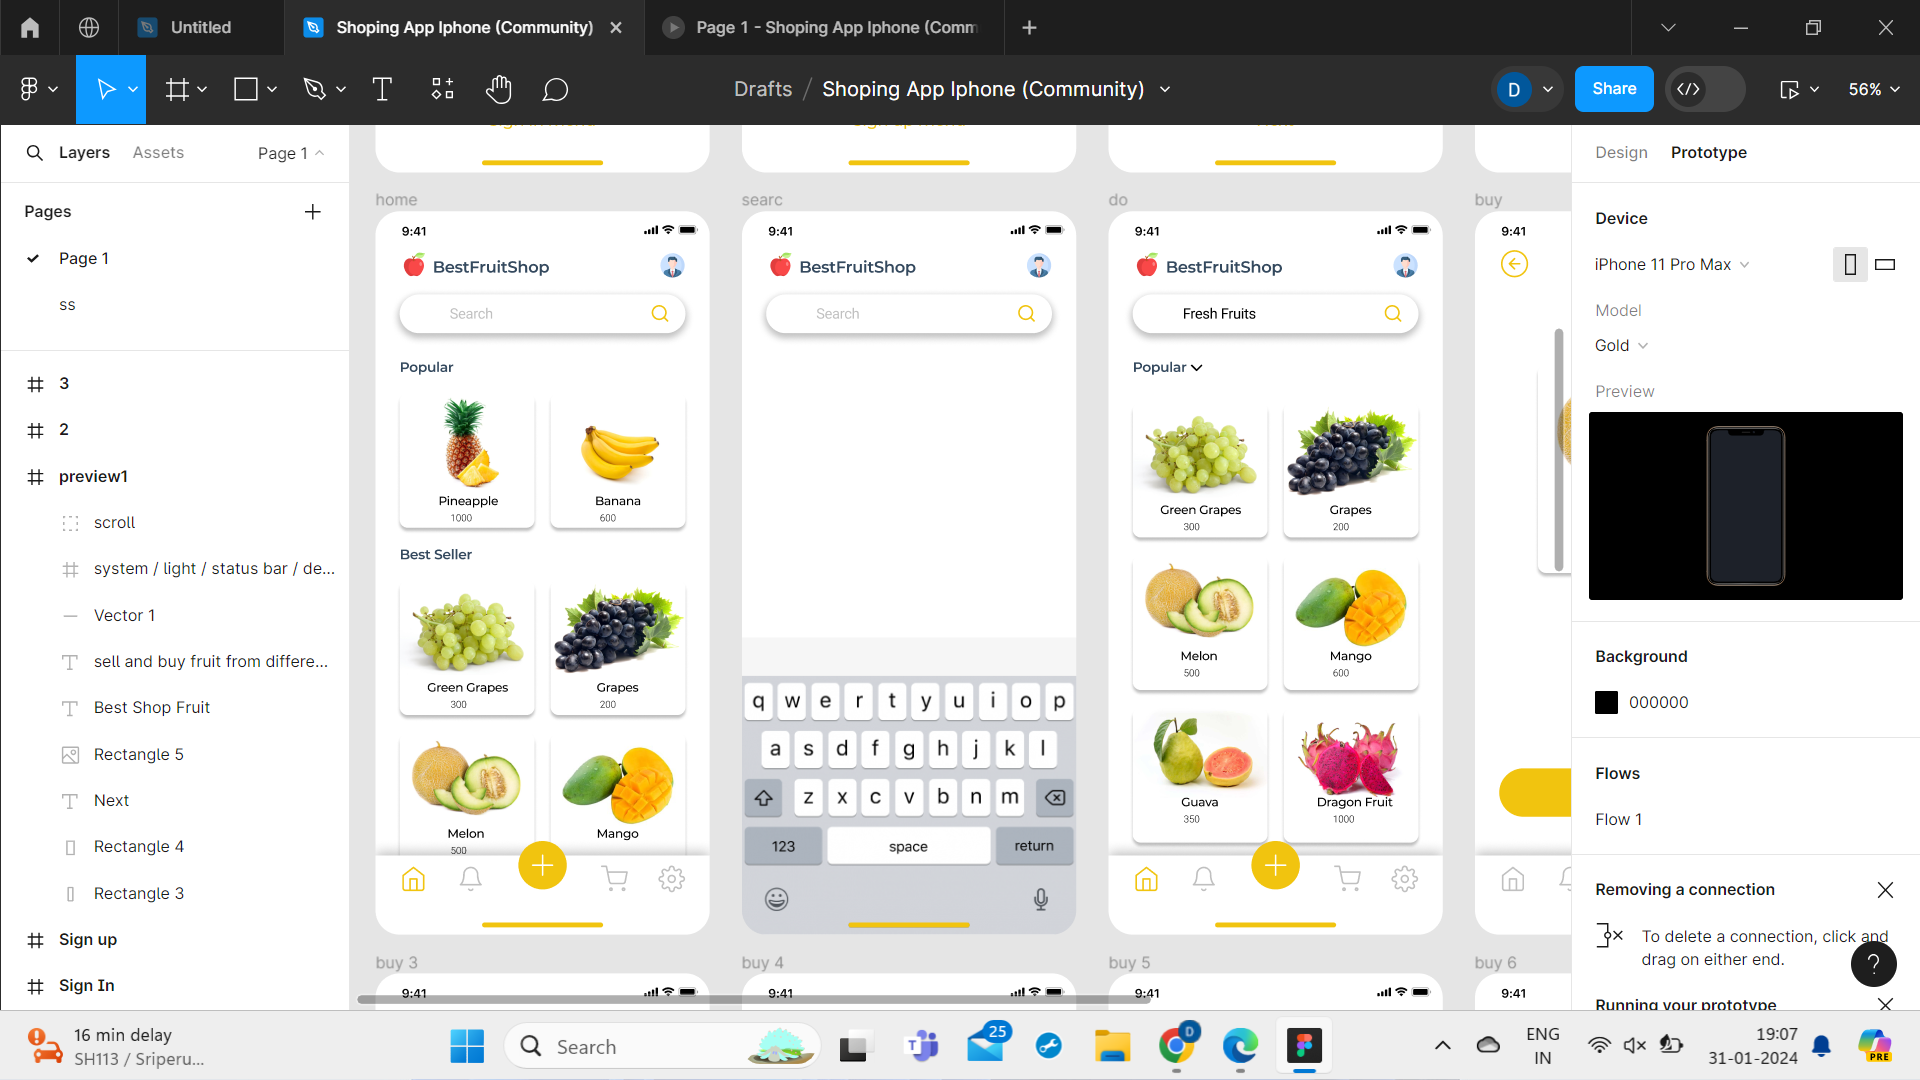 Untitled
Shoping App Iphone (Community)
Page 1 - Shoping App Iphone (Comm
Drafts / Shoping App Iphone (Community)
D
Share
56%
Layers
Assets
Page 1
Pages
Page 1
ss
3
2
preview1
scroll
system / light / status bar / de...
Vector 1
sell and buy fruit from differe...
Best Shop Fruit
Rectangle 5
Next
Rectangle 4
Rectangle 3
Sign up
Sign In
home
9:41
BestFruitShop
Search
Popular
Pineapple
1000
Banana
600
Best Seller
Green Grapes
300
Grapes
200
Melon
500
Mango
searc
9:41
BestFruitShop
Search
q w e r t y u i o p
a s d f g h j k l
z x c v b n m
123
space
return
do
9:41
BestFruitShop
Fresh Fruits
Popular
Green Grapes
300
Grapes
200
Melon
500
Mango
600
Guava
350
Dragon Fruit
1000
buy
9:41
buy 3
9:41
buy 4
9:41
buy 5
9:41
buy 6
9:41
Design
Prototype
Device
iPhone 11 Pro Max
Model
Gold
Preview
Background
000000
Flows
Flow 1
Removing a connection
To delete a connection, click and
drag on either end.
?
Running your prototype
16 min delay
SH113 / Sriperu...
Search
T
25
D
ENG
IN
19:07
31-01-2024
PRE